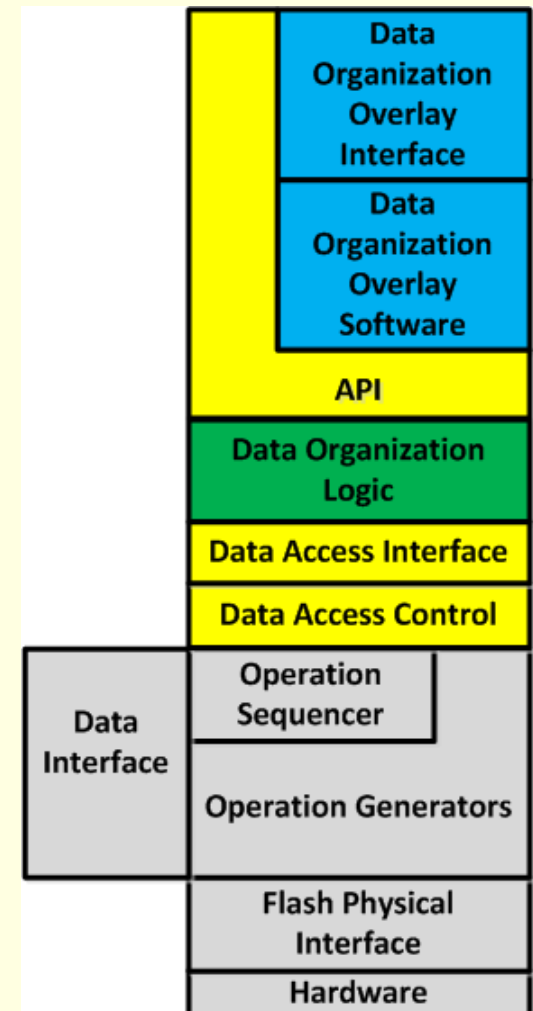 Data
Organization
Overlay
Interface
Data
Organization
Overlay
Software
API
Data Organization
Logic
Data Access Interface
Data Access Control
Operation
Sequencer
Data
Interface
Operation Generators
Flash Physical
Interface
Hardware